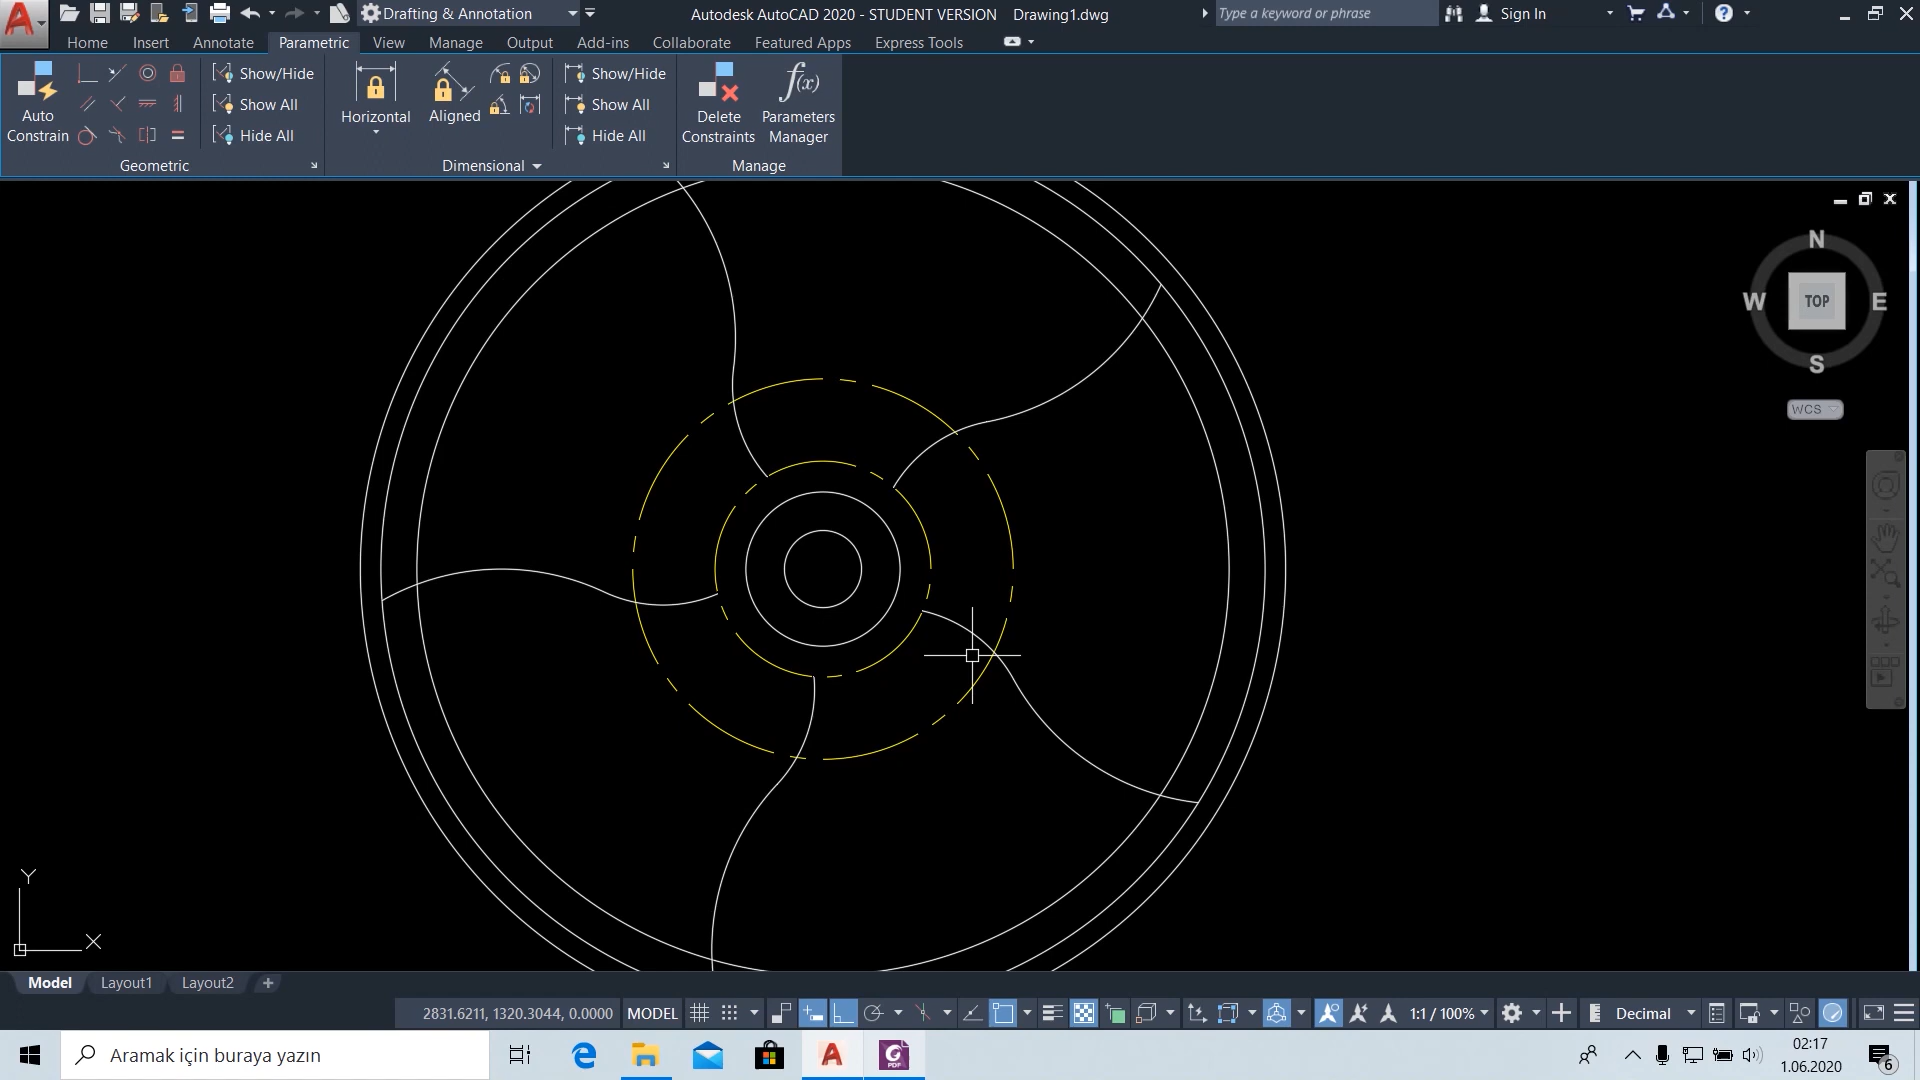 Drafting & Annotation
Autodesk AutoCAD 2020 - STUDENT VERSION Drawing1.dwg
Type a keyword or phrase
Sign In
Home Insert Annotate Parametric View Manage Output Add-ins Collaborate Featured Apps Express Tools
Auto
Constrain
Show/Hide
Show All
Hide All
Geometric
Horizontal
Aligned
Show/Hide
Show All
Hide All
Dimensional
Delete
Constraints
Parameters
Manager
f(x)
Manage
N
W
TOP
E
S
WCS
Y
X
Model Layout1 Layout2 +
2831.6211, 1320.3044, 0.0000 MODEL 1:1 / 100% Decimal
Aramak için buraya yazın
PDF
02:17
1.06.2020
6